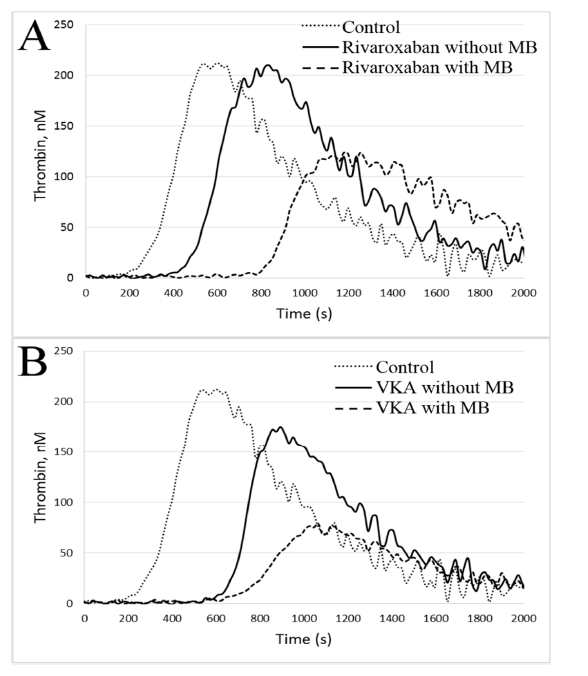 A
Control
Rivaroxaban without MB
Rivaroxaban with MB
Thrombin, nM
250
200
150
100
50
0
0 200 400 600 800 1000 1200 1400 1600 1800 2000
Time (s)
B
Control
VKA without MB
VKA with MB
Thrombin, nM
250
200
150
100
50
0
0 200 400 600 800 1000 1200 1400 1600 1800 2000
Time (s)